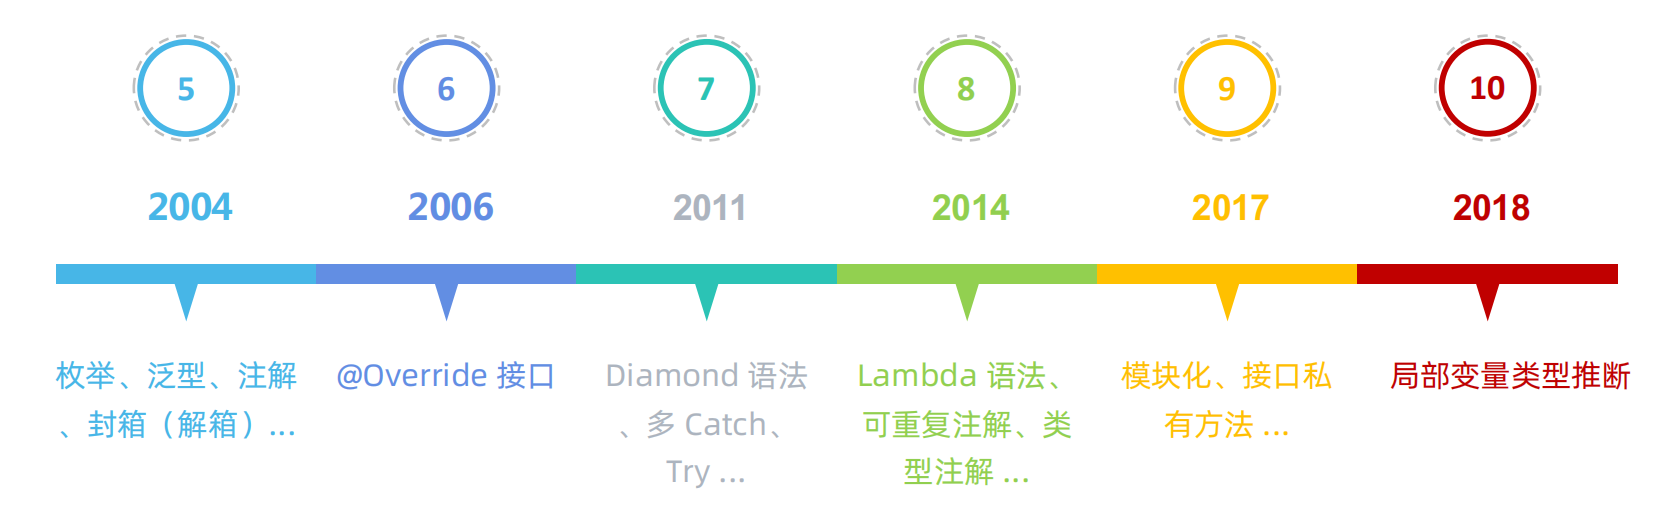 5
6
7
8
9
10
2004
2006
2011
2014
2017
2018
枚举、泛型、注解
、封箱（解箱）...
@Override 接口
Diamond 语法
、多 Catch、
Try ...
Lambda 语法、
可重复注解、类
型注解 ...
模块化、接口私
有方法 ...
局部变量类型推断